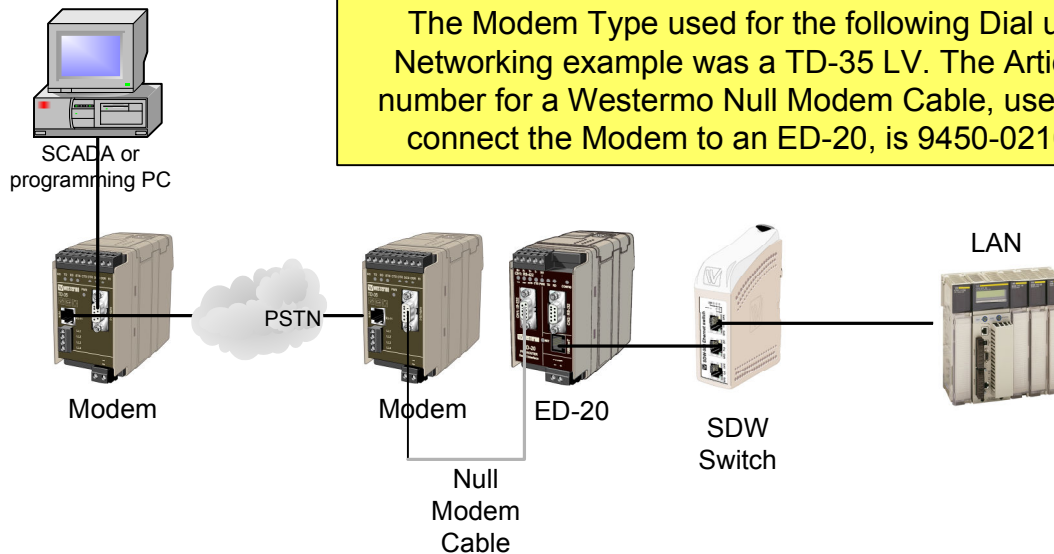 The Modem Type used for the following Dial u
Networking example was a TD-35 LV. The Artic
number for a Westermo Null Modem Cable, use
connect the Modem to an ED-20, is 9450-021
SCADA or
programming PC
LAN
PSTN
Modem
Modem
ED-20
SDW
Switch
Null
Modem
Cable